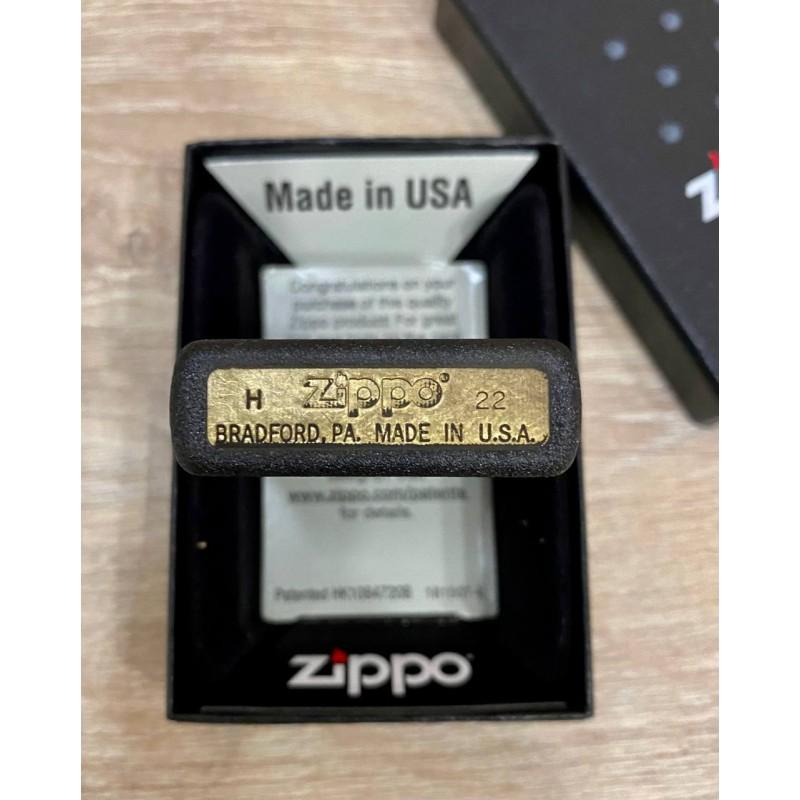 Made in USA
Congratulations on your
purchase of this quality
Zippo product! For great
H zippo® 22
BRADFORD, PA. MADE IN U.S.A.
www.zippo.com/patents
for details.
Patented
zippo